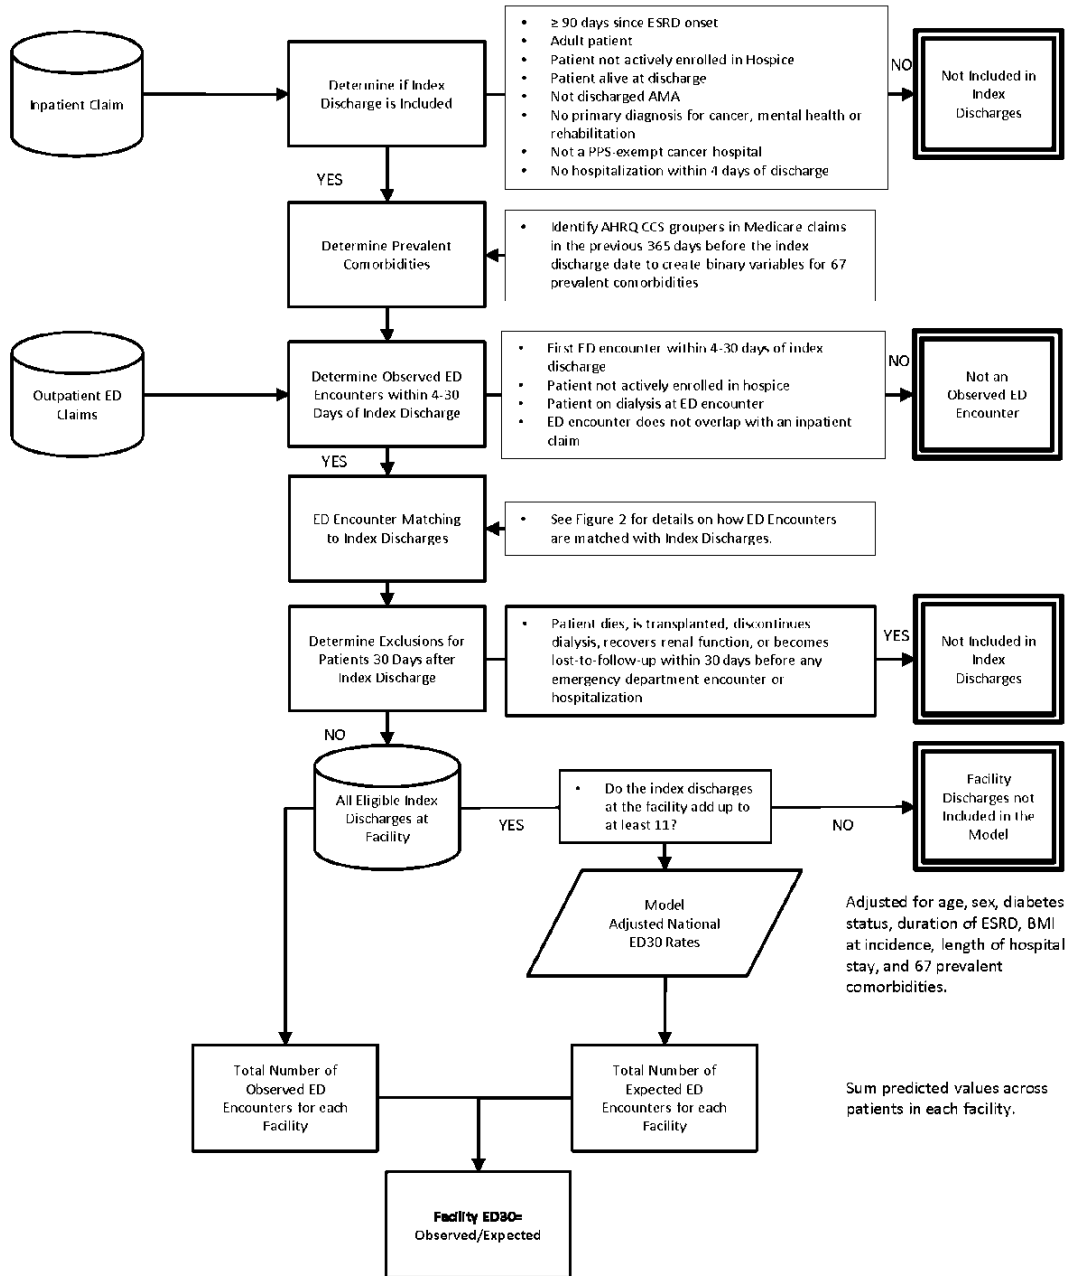 Inpatient Claim
Determine if Index
Discharge is Included
• ≥ 90 days since ESRD onset
• Adult patient
• Patient not actively enrolled in Hospice
• Patient alive at discharge
• Not discharged AMA
• No primary diagnosis for cancer, mental health or
rehabilitation
• Not a PPS-exempt cancer hospital
• No hospitalization within 4 days of discharge
NO
Not Included in
Index
Discharges
YES
Determine Prevalent
Comorbidities
• Identify AHRQ CCS groupers in Medicare claims
in the previous 365 days before the index
discharge date to create binary variables for 67
prevalent comorbidities
Outpatient ED
Claims
Determine Observed ED
Encounters within 4-30
Days of Index Discharge
• First ED encounter within 4-30 days of index
discharge
• Patient not actively enrolled in hospice
• Patient on dialysis at ED encounter
• ED encounter does not overlap with an inpatient
claim
NO
Not an
Observed ED
Encounter
YES
ED Encounter Matching
to Index Discharges
• See Figure 2 for details on how ED Encounters
are matched with Index Discharges.
Determine Exclusions for
Patients 30 Days after
Index Discharge
• Patient dies, is transplanted, discontinues
dialysis, recovers renal function, or becomes
lost-to-follow-up within 30 days before any
emergency department encounter or
hospitalization
YES
Not Included in
Index
Discharges
NO
All Eligible Index
Discharges at
Facility
YES
• Do the index discharges
at the facility add up to
at least 11?
NO
Facility
Discharges not
Included in the
Model
Model
Adjusted National
ED30 Rates
Adjusted for age, sex, diabetes
status, duration of ESRD, BMI
at incidence, length of hospital
stay, and 67 prevalent
comorbidities.
Total Number of
Observed ED
Encounters for each
Facility
Total Number of
Expected ED
Encounters for each
Facility
Sum predicted values across
patients in each facility.
Facility ED30=
Observed/Expected